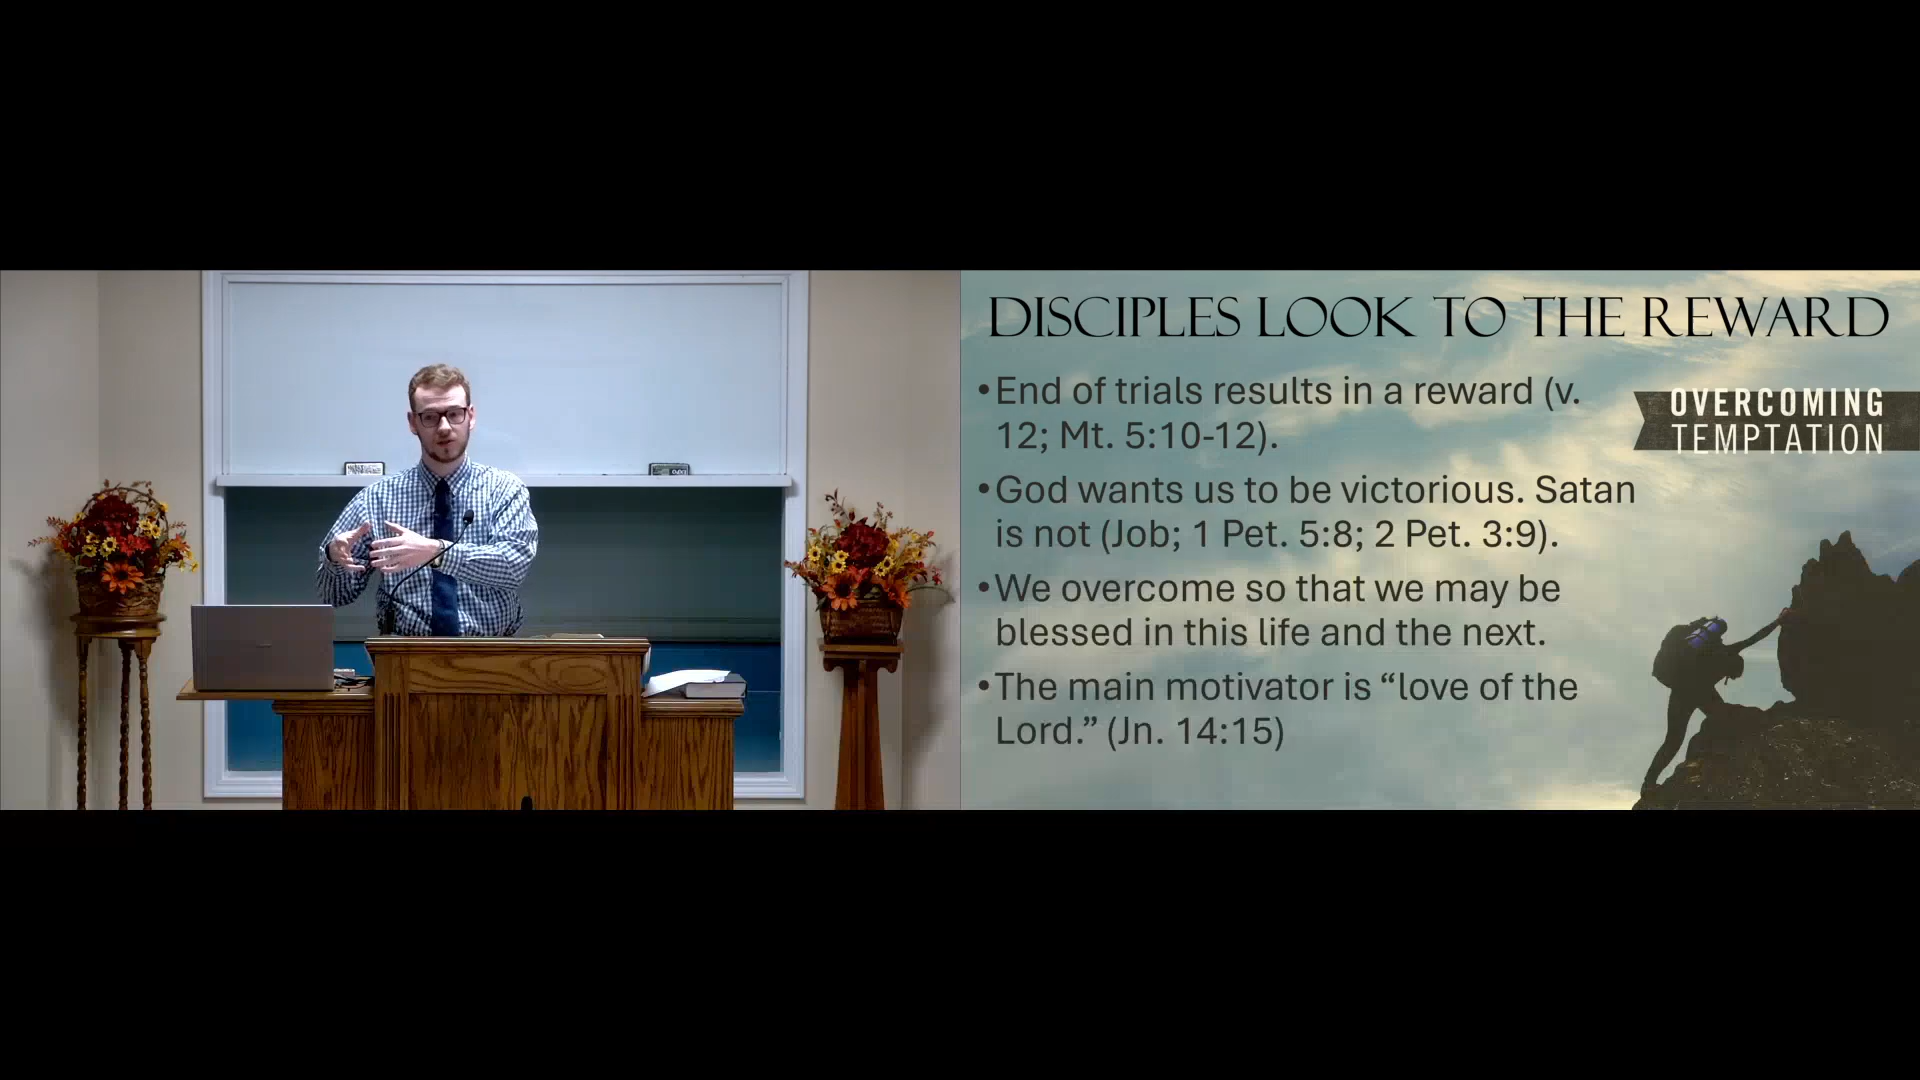 DISCIPLES LOOK TO THE REWARD
•End of trials results in a reward (v.
12; Mt. 5:10-12).
•God wants us to be victorious. Satan
is not (Job; 1 Pet. 5:8; 2 Pet. 3:9).
•We overcome so that we may be
blessed in this life and the next.
•The main motivator is “love of the
Lord.” (Jn. 14:15)
OVERCOMING
TEMPTATION